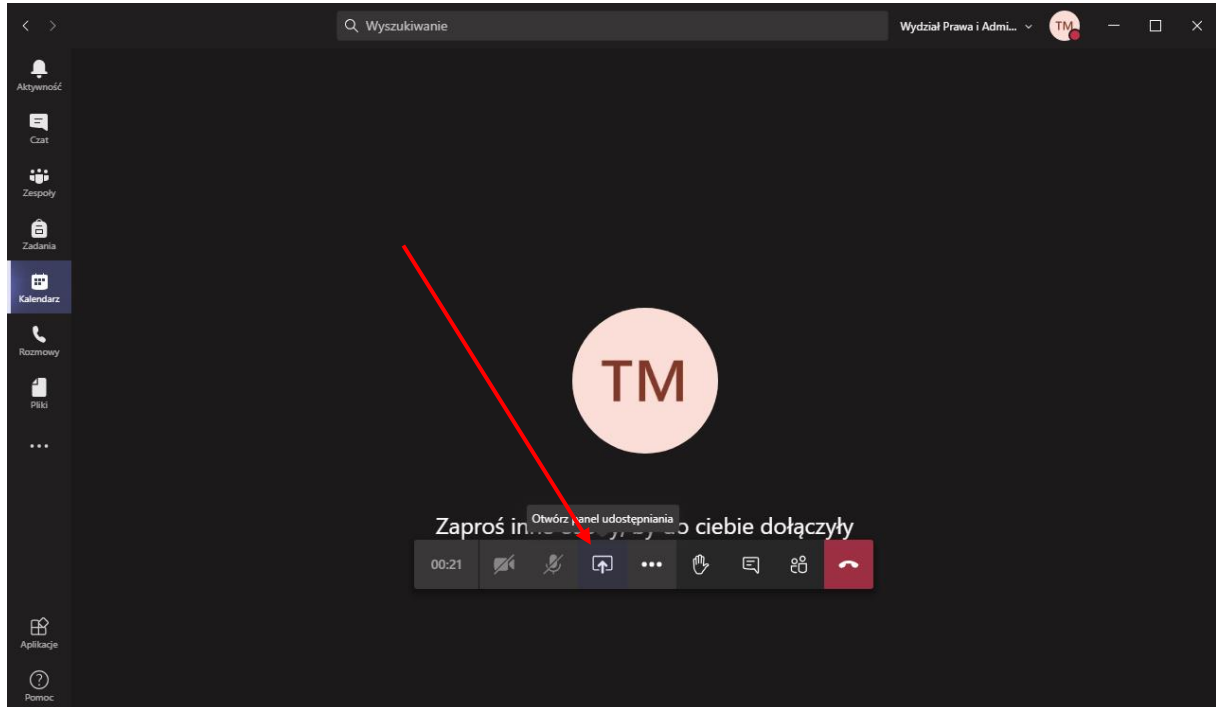 Wyszukiwanie
Wydział Prawa i Admi...
TM
Aktywność
Czat
Zespoły
Zadania
Kalendarz
Rozmowy
Pliki
TM
Otwórz panel udostępniania
Zaproś ciebie dołączyły
00:21
Aplikacje
Pomoc